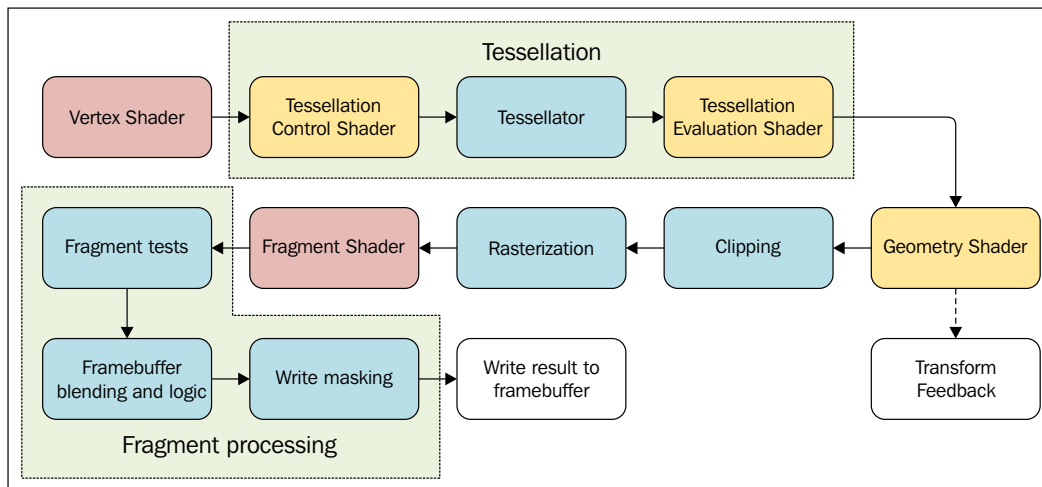 Tessellation
Vertex Shader
Tessellation
Control Shader
Tessellator
Tessellation
Evaluation Shader
Fragment tests
Fragment Shader
Rasterization
Clipping
Geometry Shader
Framebuffer
blending and logic
Write masking
Write result to
framebuffer
Transform
Feedback
Fragment processing